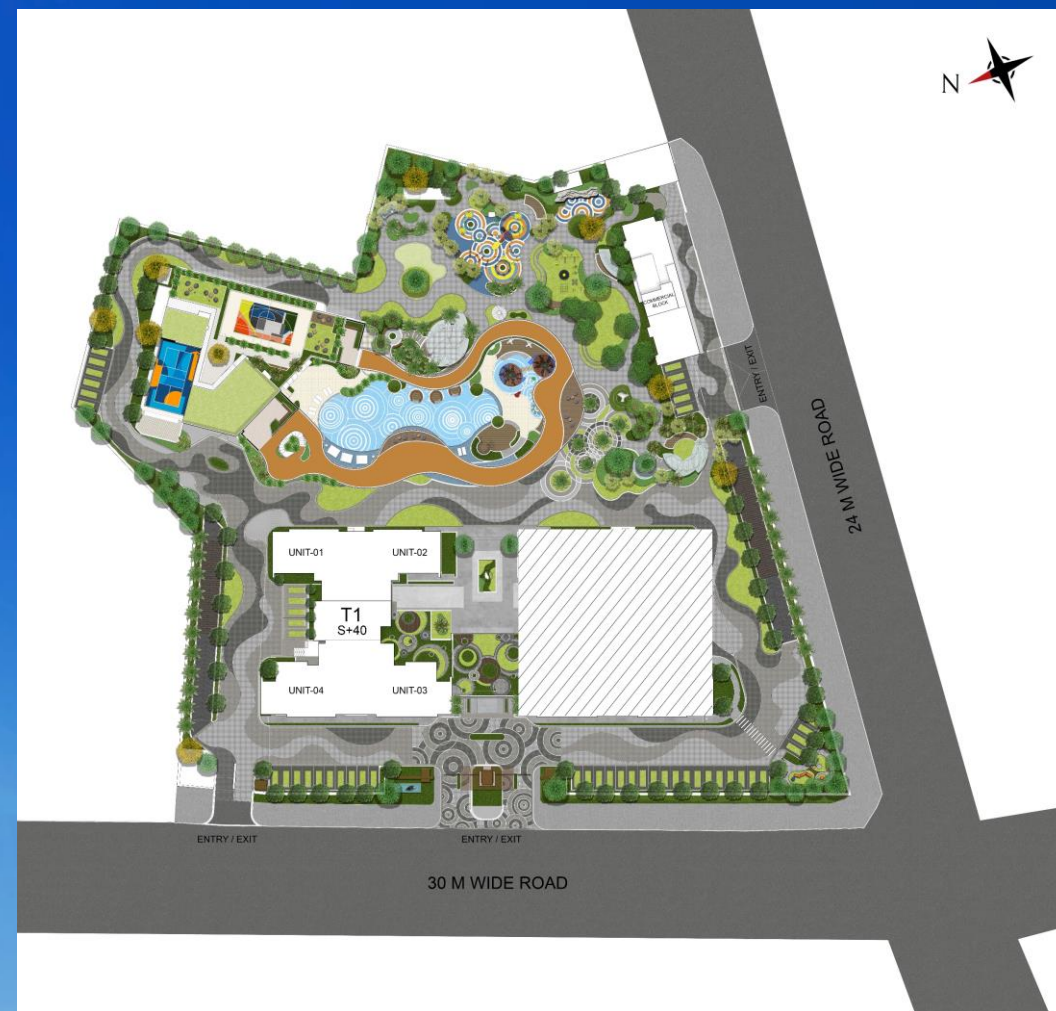 N
COMMERCIAL
BLOCK
ENTRY / EXIT
24 M WIDE ROAD
UNIT-01
UNIT-02
T1
S+40
UNIT-04
UNIT-03
ENTRY / EXIT
ENTRY / EXIT
30 M WIDE ROAD